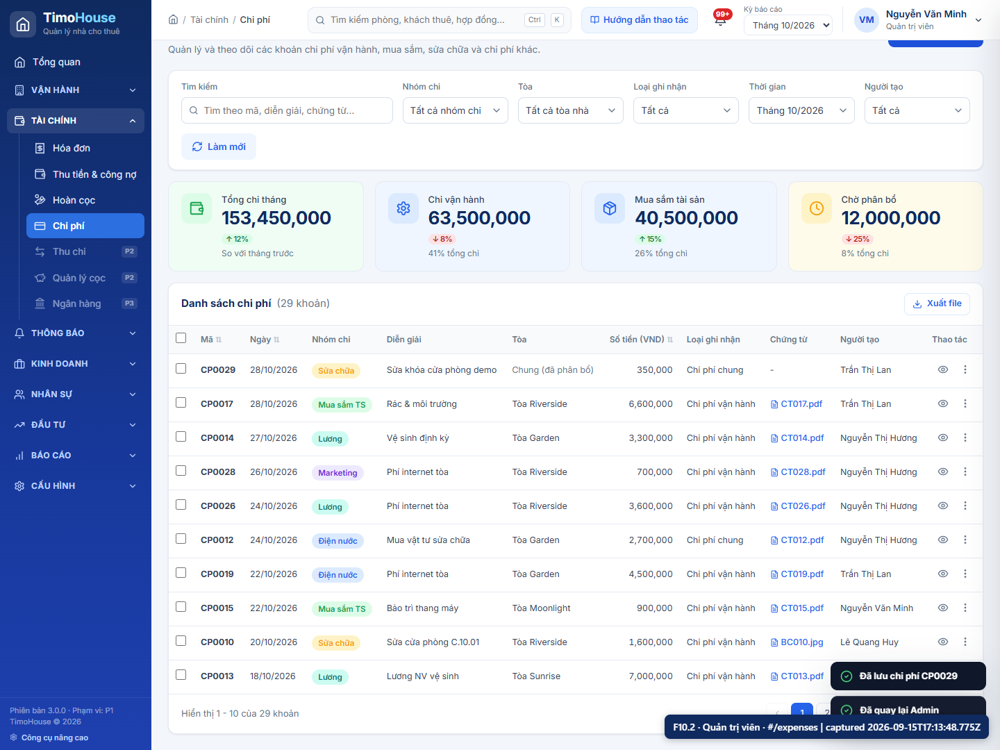 TimoHouse
Quản lý nhà cho thuê
Tổng quan
VẬN HÀNH
TÀI CHÍNH
Hóa đơn
Thu tiền & công nợ
Hoàn cọc
Chi phí
Thu chi P2
Quản lý cọc P2
Ngân hàng P3
THÔNG BÁO
KINH DOANH
NHÂN SỰ
ĐẦU TƯ
BÁO CÁO
CẤU HÌNH
Phiên bản 3.0.0 · Phạm vi: P1
TimoHouse © 2026
Công cụ nâng cao
/ Tài chính / Chi phí
Tìm kiếm phòng, khách thuê, hợp đồng... Ctrl K
Hướng dẫn thao tác
99+
Kỳ báo cáo
Tháng 10/2026
VM
Nguyễn Văn Minh
Quản trị viên
Quản lý và theo dõi các khoản chi phí vận hành, mua sắm, sửa chữa và chi phí khác.
Tìm kiếm Nhóm chi Tòa Loại ghi nhận Thời gian Người tạo
Tìm theo mã, diễn giải, chứng từ... Tất cả nhóm chi Tất cả tòa nhà Tất cả Tháng 10/2026 Tất cả
Làm mới
Tổng chi tháng
153,450,000
↑ 12%
So với tháng trước
Chi vận hành
63,500,000
↓ 8%
41% tổng chi
Mua sắm tài sản
40,500,000
↑ 15%
26% tổng chi
Chờ phân bổ
12,000,000
↓ 25%
8% tổng chi
Danh sách chi phí (29 khoản)
Xuất file
Mã ⇅ Ngày ⇅ Nhóm chi Diễn giải Tòa Số tiền (VND) ⇅ Loại ghi nhận Chứng từ Người tạo Thao tác
CP0029 28/10/2026 Sửa chữa Sửa khóa cửa phòng demo Chung (đã phân bổ) 350,000 Chi phí chung - Trần Thị Lan
CP0017 28/10/2026 Mua sắm TS Rác & môi trường Tòa Riverside 6,600,000 Chi phí vận hành CT017.pdf Trần Thị Lan
CP0014 27/10/2026 Lương Vệ sinh định kỳ Tòa Garden 3,300,000 Chi phí vận hành CT014.pdf Nguyễn Thị Hương
CP0028 26/10/2026 Marketing Phí internet tòa Tòa Riverside 700,000 Chi phí vận hành CT028.pdf Nguyễn Thị Hương
CP0026 24/10/2026 Lương Phí internet tòa Tòa Riverside 3,600,000 Chi phí vận hành CT026.pdf Nguyễn Thị Hương
CP0012 24/10/2026 Điện nước Mua vật tư sửa chữa Tòa Garden 2,700,000 Chi phí chung CT012.pdf Nguyễn Thị Hương
CP0019 22/10/2026 Điện nước Phí internet tòa Tòa Garden 4,500,000 Chi phí vận hành CT019.pdf Trần Thị Lan
CP0015 22/10/2026 Mua sắm TS Bảo trì thang máy Tòa Moonlight 900,000 Chi phí vận hành CT015.pdf Nguyễn Văn Minh
CP0010 20/10/2026 Sửa chữa Sửa cửa phòng C.10.01 Tòa Riverside 1,600,000 Chi phí vận hành BC010.jpg Lê Quang Huy
CP0013 18/10/2026 Lương Lương NV vệ sinh Tòa Sunrise 7,000,000 Chi phí vận hành CT013.pdf
Hiển thị 1 - 10 của 29 khoản
‹ 1 2
Đã lưu chi phí CP0029
Đã quay lại Admin
F10.2 · Quản trị viên · #/expenses | captured 2026-09-15T17:13:48.775Z